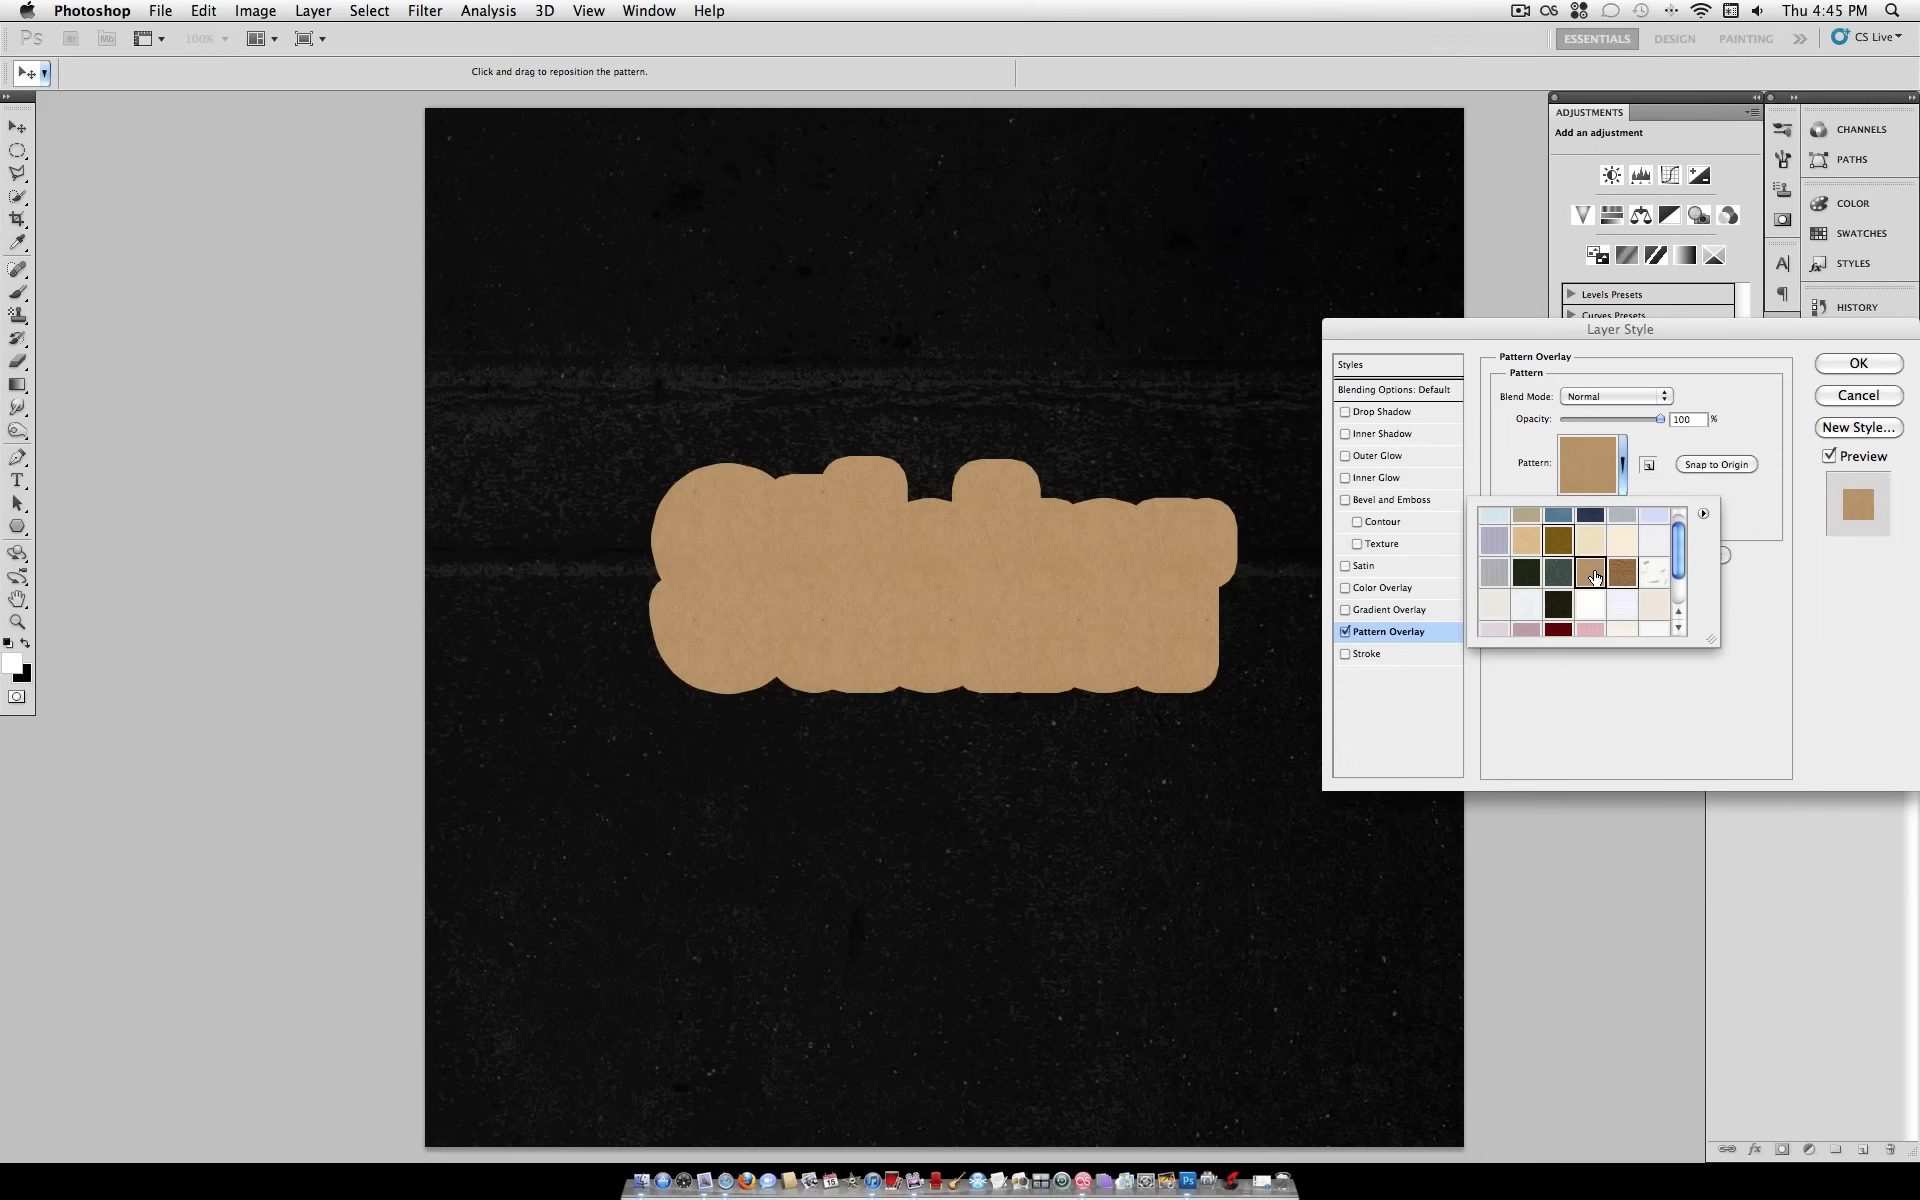 Photoshop File Edit Image Layer Select Filter Analysis 3D View Window Help Thu 4:45 PM
Ps Br Mb 100% ESSENTIALS DESIGN PAINTING CS Live
Click and drag to reposition the pattern.
ADJUSTMENTS
Add an adjustment
Levels Presets
Curves Presets
CHANNELS
PATHS
COLOR
SWATCHES
STYLES
HISTORY
Layer Style
Styles
Blending Options: Default
Drop Shadow
Inner Shadow
Outer Glow
Inner Glow
Bevel and Emboss
Contour
Texture
Satin
Color Overlay
Gradient Overlay
Pattern Overlay
Stroke
Pattern Overlay
Pattern
Blend Mode: Normal
Opacity: 100 %
Pattern: Snap to Origin
OK
Cancel
New Style...
Preview